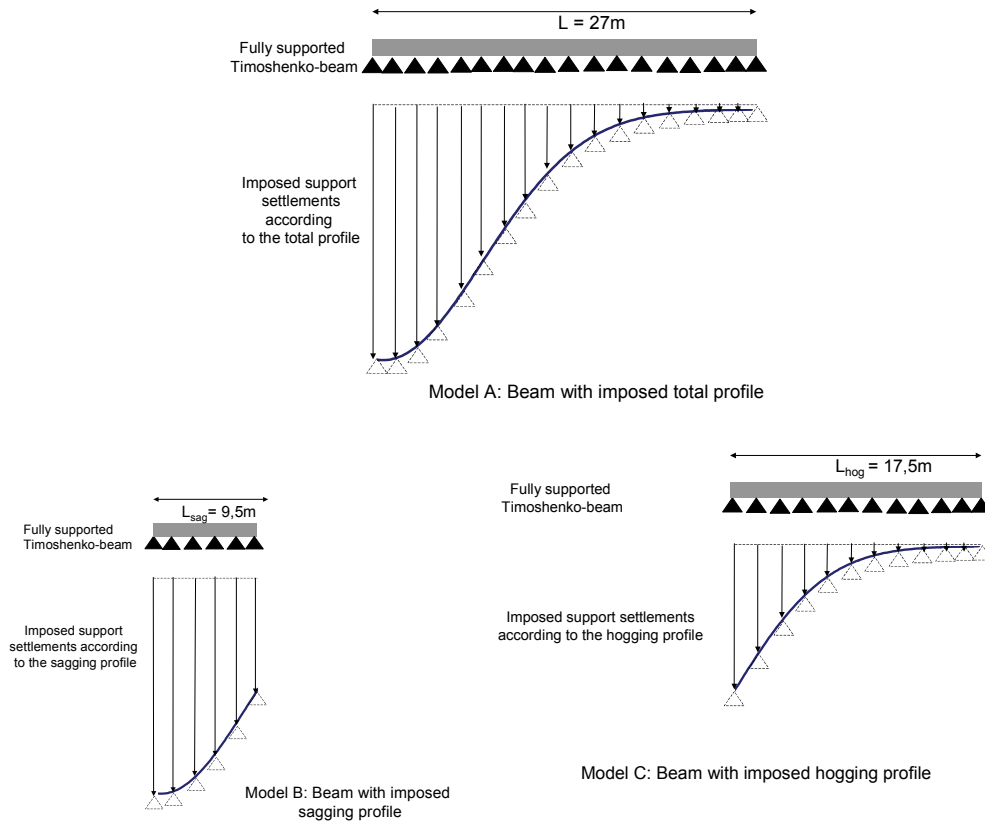 L = 27m
Fully supported
Timoshenko-beam
Imposed support
settlements
according
to the total profile
Model A: Beam with imposed total profile
Lsag= 9,5m
Fully supported
Timoshenko-beam
Imposed support
settlements according
to the sagging profile
Model B: Beam with imposed
sagging profile
Lhog = 17,5m
Fully supported
Timoshenko-beam
Imposed support settlements
according to the hogging profile
Model C: Beam with imposed hogging profile